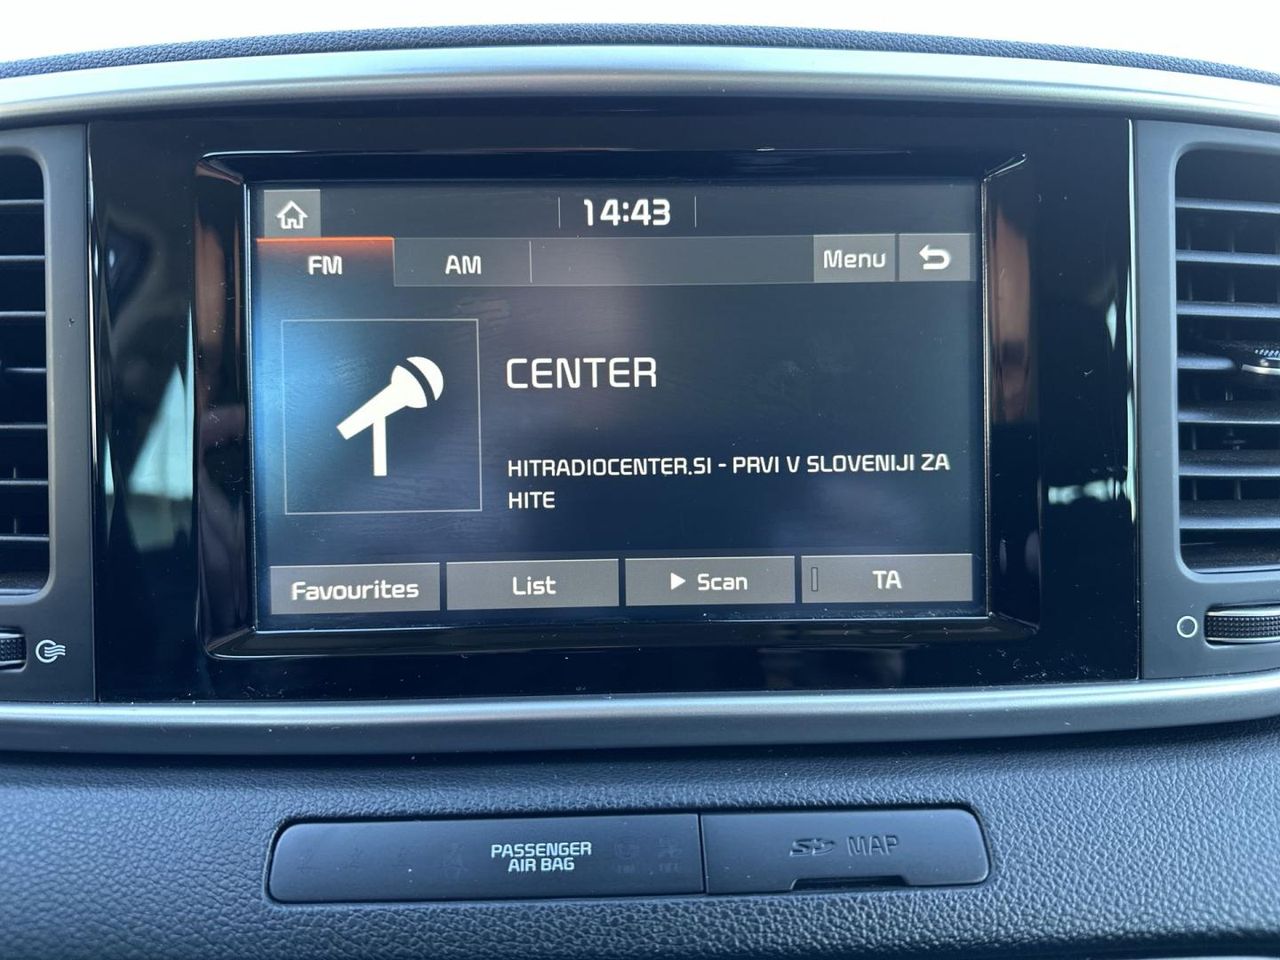 14:43
FM
AM
Menu
CENTER
HITRADIOCENTER.SI - PRVI V SLOVENIJI ZA
HITE
Favourites
List
Scan
TA
PASSENGER
AIR BAG
SD MAP